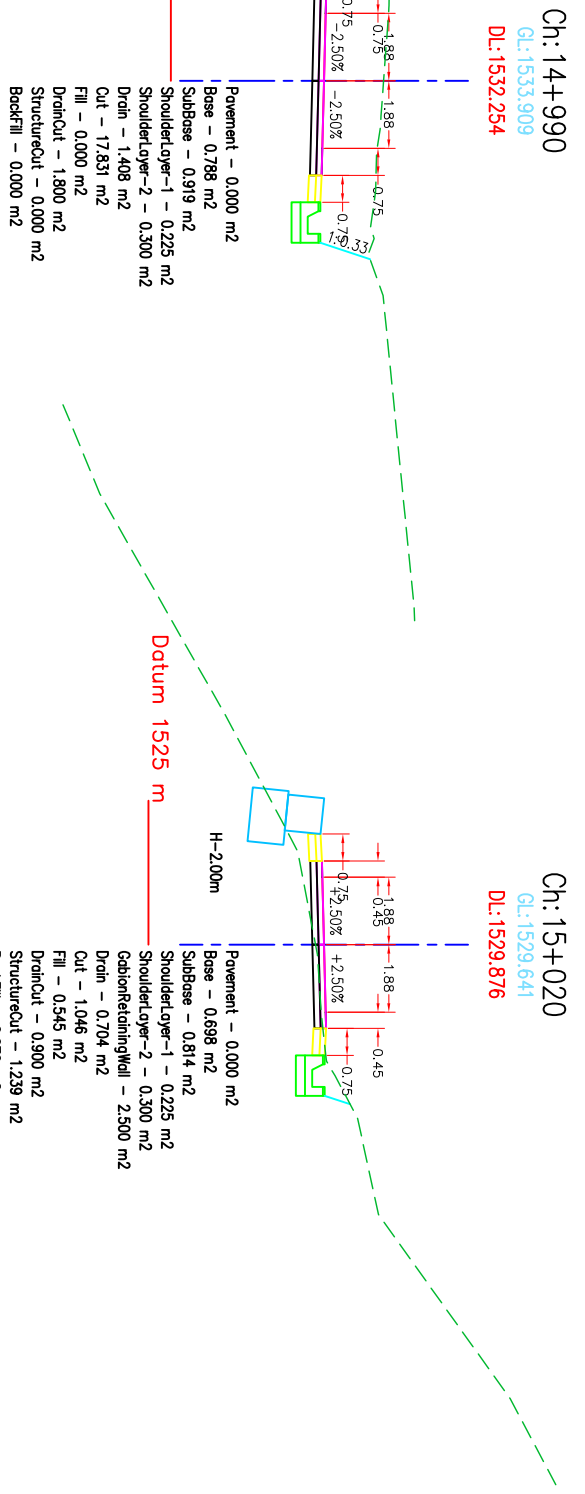 Ch: 14+990
GL:1533.909
DL:1532.254
1.88
1.88
0.75
0.75
0.75
-2.50%
-2.50%
0.75
1:0.33
Pavement - 0.000 m2
Base - 0.788 m2
SubBase - 0.919 m2
ShoulderLayer-1 - 0.225 m2
ShoulderLayer-2 - 0.300 m2
Drain - 1.408 m2
Cut - 17.831 m2
Fill - 0.000 m2
DrainCut - 1.800 m2
StructureCut - 0.000 m2
BackFill - 0.000 m2
Ch: 15+020
GL:1529.641
DL:1529.876
1.88
1.88
0.45
0.45
0.75
0.75
+2.50%
+2.50%
H-2.00m
Datum 1525 m
Pavement - 0.000 m2
Base - 0.698 m2
SubBase - 0.814 m2
ShoulderLayer-1 - 0.225 m2
ShoulderLayer-2 - 0.300 m2
GabionRetainingWall - 2.500 m2
Drain - 0.704 m2
Cut - 1.046 m2
Fill - 0.545 m2
DrainCut - 0.900 m2
StructureCut - 1.239 m2